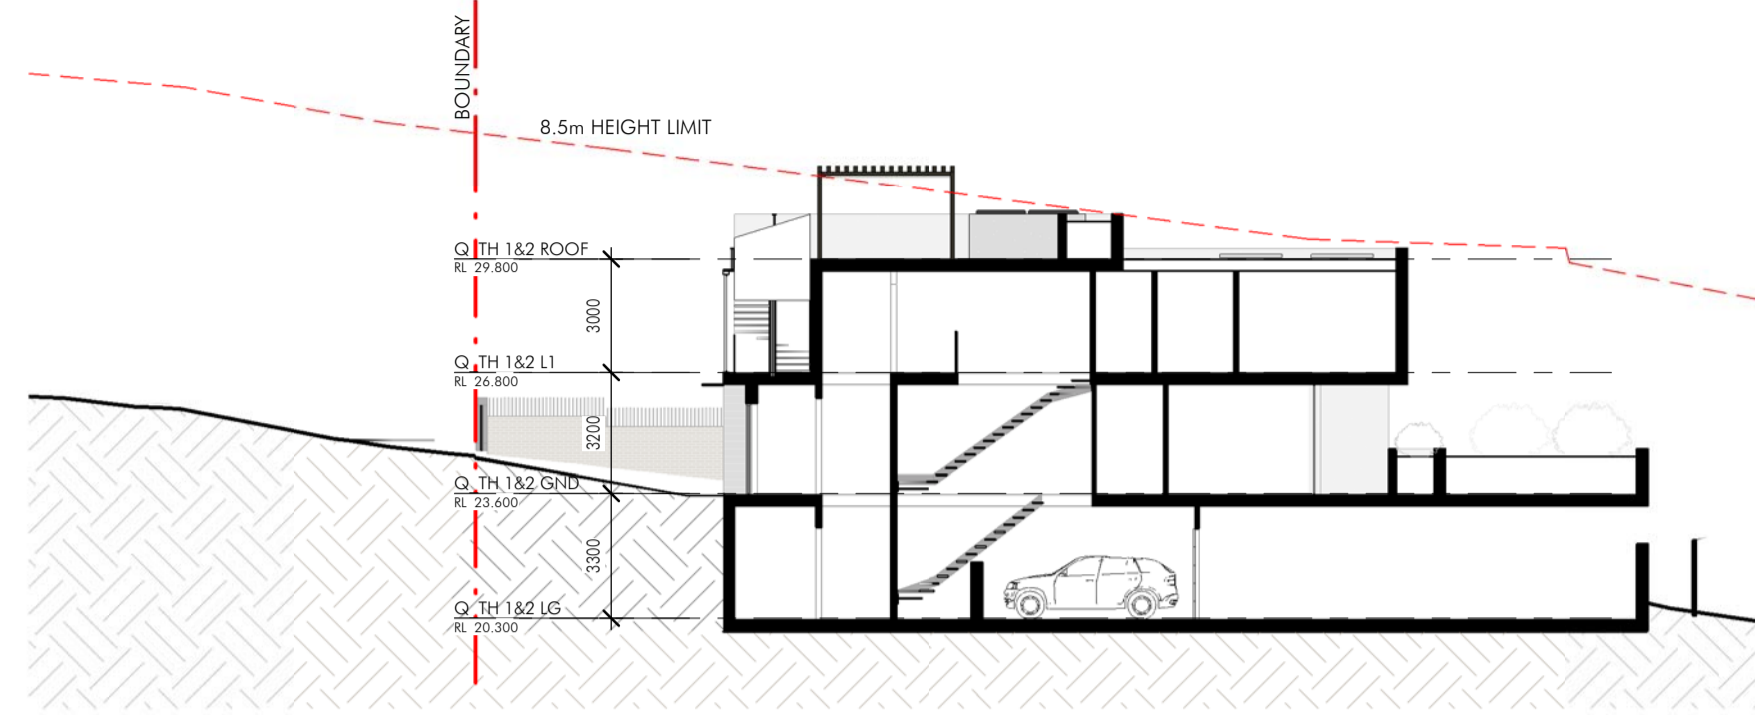 BOUNDARY
8.5m HEIGHT LIMIT
Q TH 1&2 ROOF
RL 29.800
3000
Q TH 1&2 L1
RL 26.800
3200
Q TH 1&2 GND
RL 23.600
3300
Q TH 1&2 LG
RL 20.300